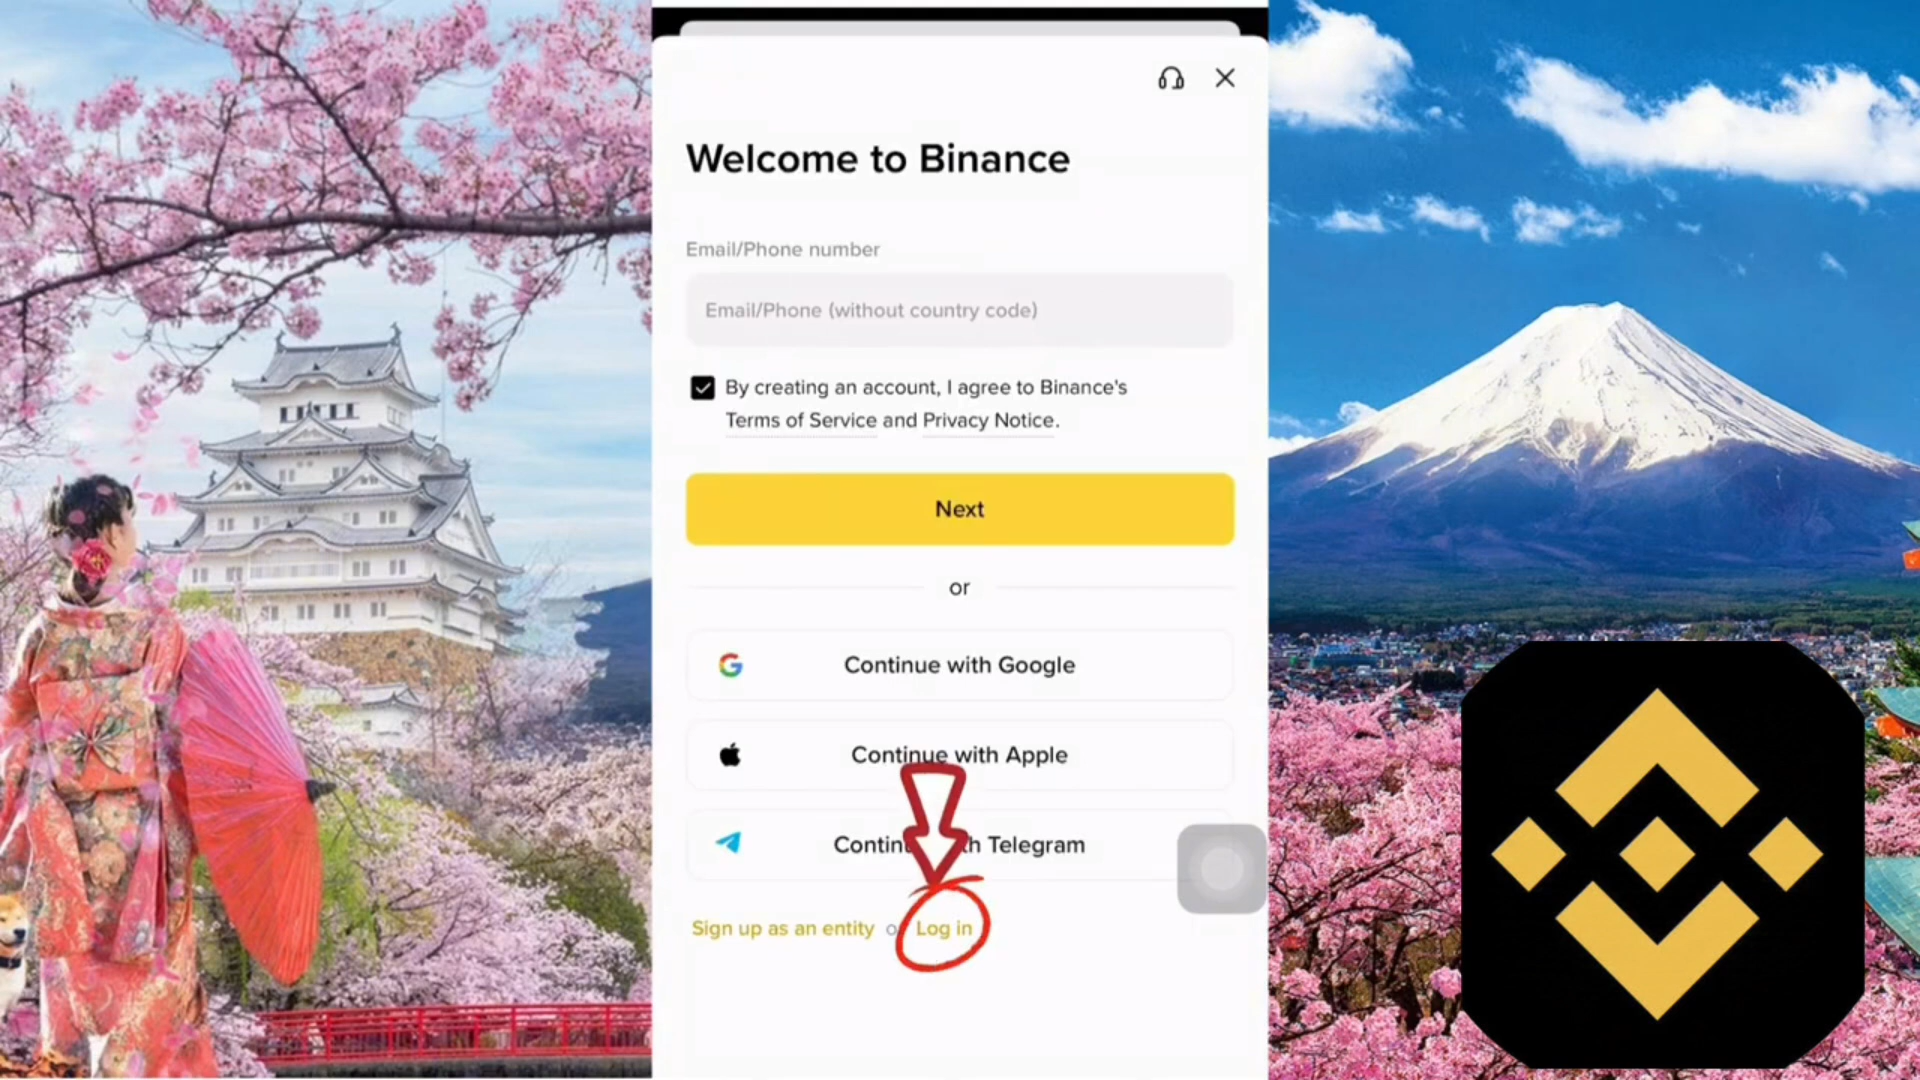 Welcome to Binance
Email/Phone number
Email/Phone (without country code)
By creating an account, I agree to Binance's
Terms of Service and Privacy Notice.
Next
or
Continue with Google
Continue with Apple
Telegram
Sign up as an entity
Log in